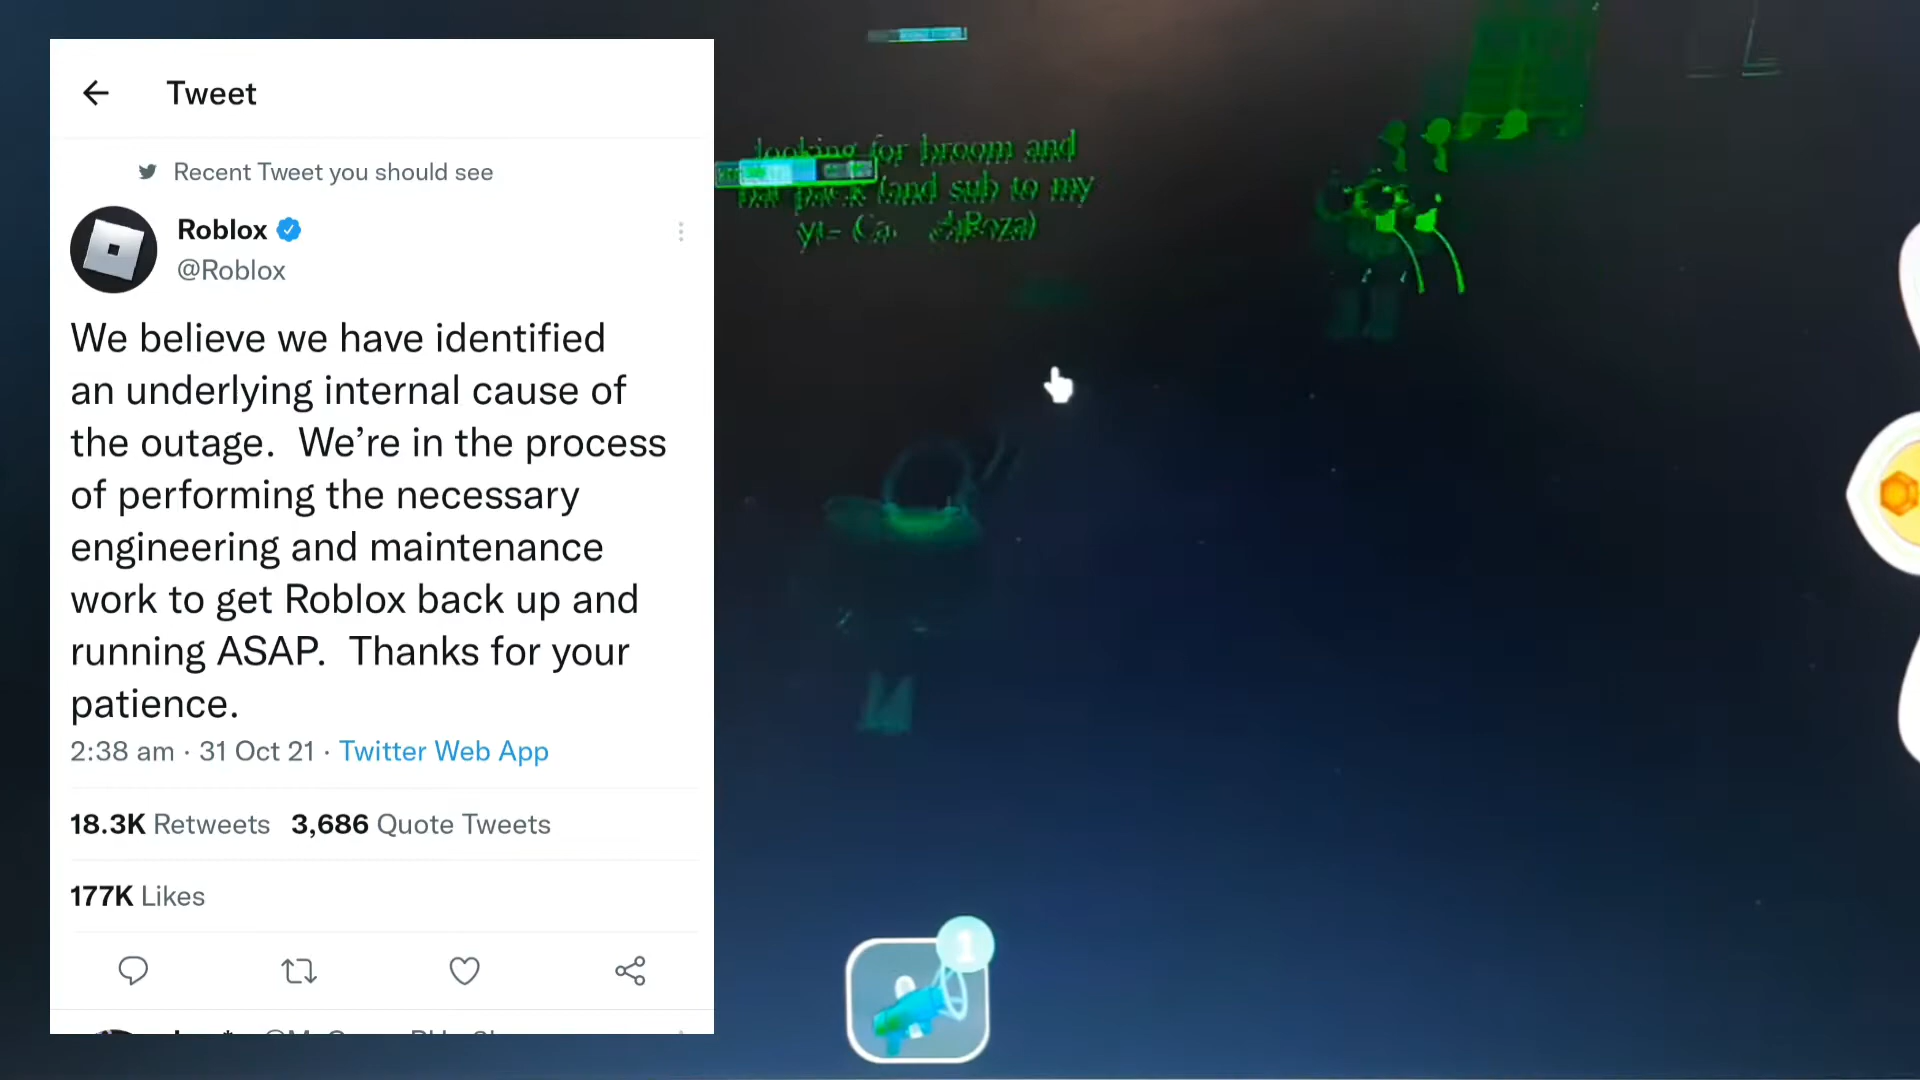 Tweet
Recent Tweet you should see
Roblox
@Roblox
We believe we have identified
an underlying internal cause of
the outage.  We’re in the process
of performing the necessary
engineering and maintenance
work to get Roblox back up and
running ASAP.  Thanks for your
patience.
2:38 am · 31 Oct 21 · Twitter Web App
18.3K Retweets 3,686 Quote Tweets
177K Likes
looking for broom and
(and sub to my
yt=
1